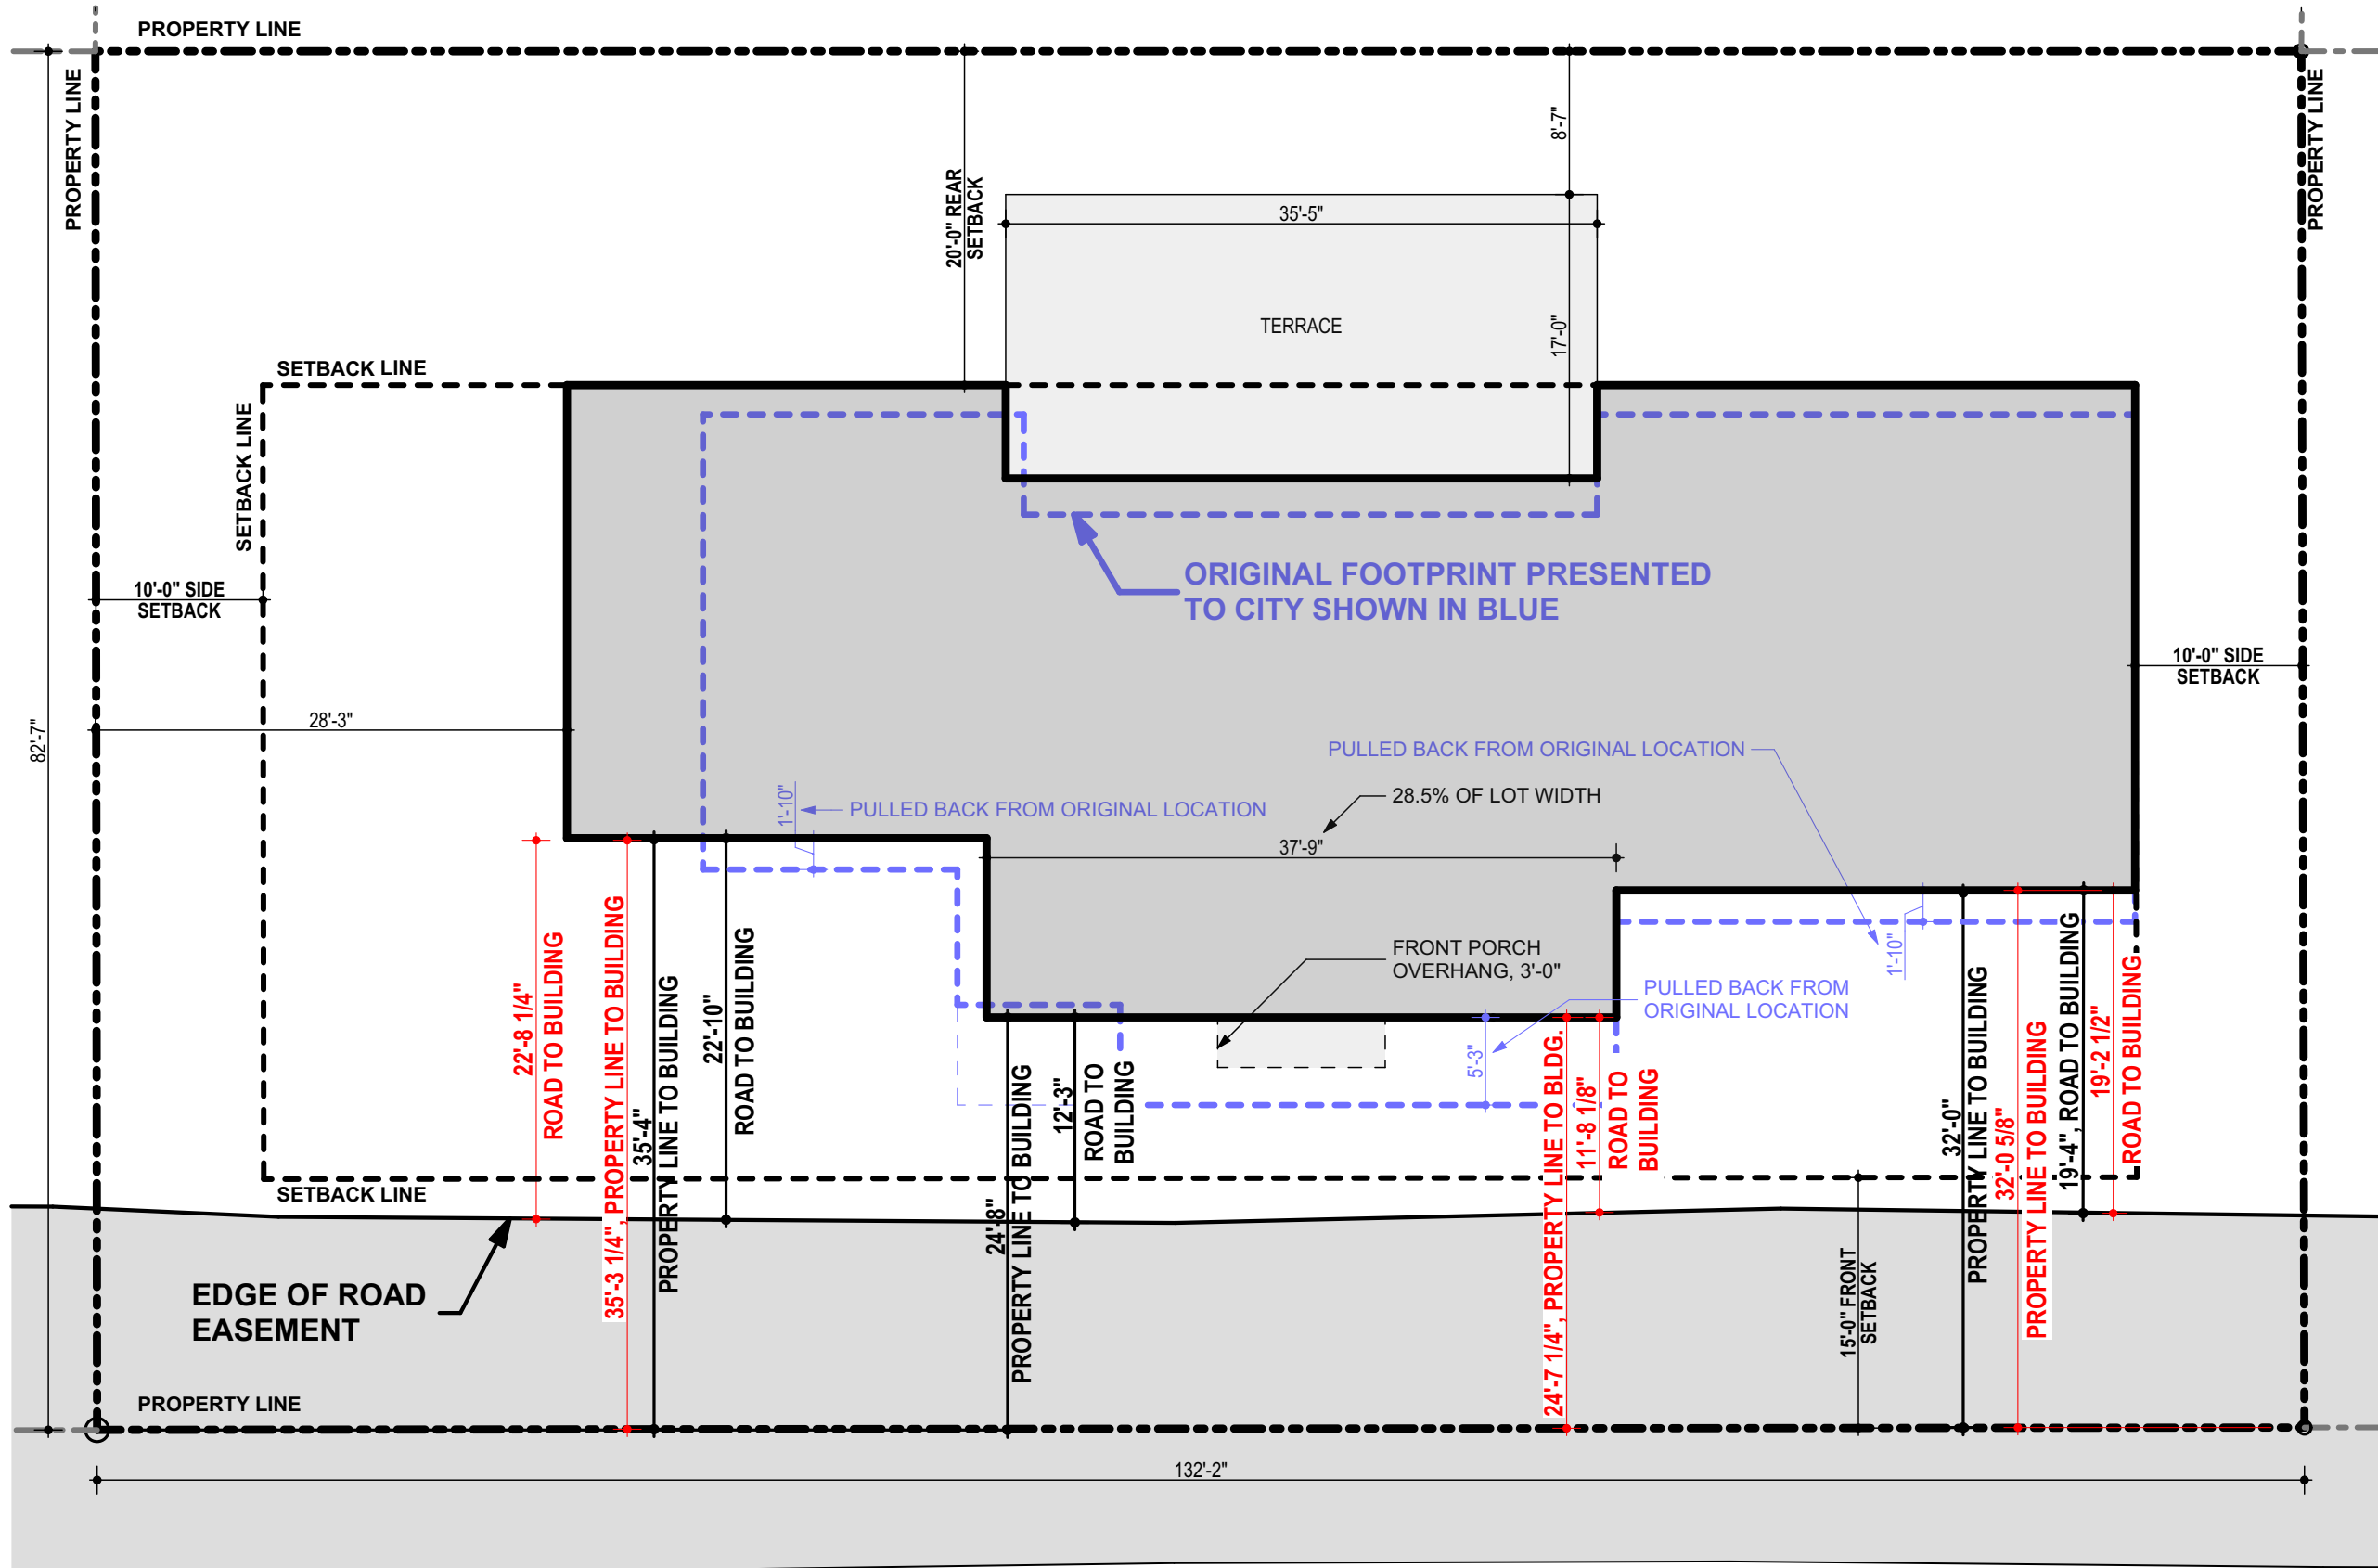 PROPERTY LINE
PROPERTY LINE
PROPERTY LINE
8'-7"
20'-0" REAR
SETBACK
35'-5"
TERRACE
17'-0"
SETBACK LINE
SETBACK LINE
ORIGINAL FOOTPRINT PRESENTED
TO CITY SHOWN IN BLUE
10'-0" SIDE
SETBACK
10'-0" SIDE
SETBACK
82'-7"
28'-3"
PULLED BACK FROM ORIGINAL LOCATION
1'-10"
PULLED BACK FROM ORIGINAL LOCATION
28.5% OF LOT WIDTH
37'-9"
FRONT PORCH
OVERHANG, 3'-0"
1'-10"
PULLED BACK FROM
ORIGINAL LOCATION
5'-3"
22'-8 1/4"
ROAD TO BUILDING
35'-3 1/4", PROPERTY LINE TO BUILDING
35'-4"
PROPERTY LINE TO BUILDING
22'-10"
ROAD TO BUILDING
24'-8"
PROPERTY LINE TO BUILDING
12'-3"
ROAD TO
BUILDING
24'-7 1/4", PROPERTY LINE TO BLDG.
11'-8 1/8"
ROAD TO
BUILDING
32'-0"
PROPERTY LINE TO BUILDING
32'-0 5/8"
PROPERTY LINE TO BUILDING
19'-4", ROAD TO BUILDING
19'-2 1/2"
ROAD TO BUILDING
SETBACK LINE
EDGE OF ROAD
EASEMENT
15'-0" FRONT
SETBACK
PROPERTY LINE
132'-2"